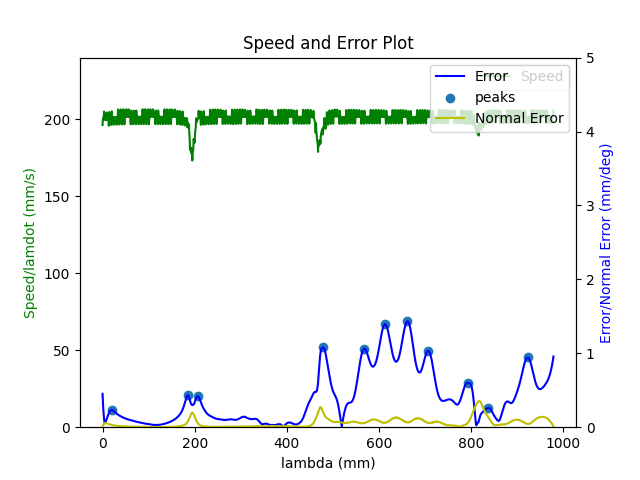 Speed and Error Plot
Speed/lamdot (mm/s)
0
50
100
150
200
0
200
400
600
800
1000
lambda (mm)
0
1
2
3
4
5
Error/Normal Error (mm/deg)
Speed
Error
peaks
Normal Error